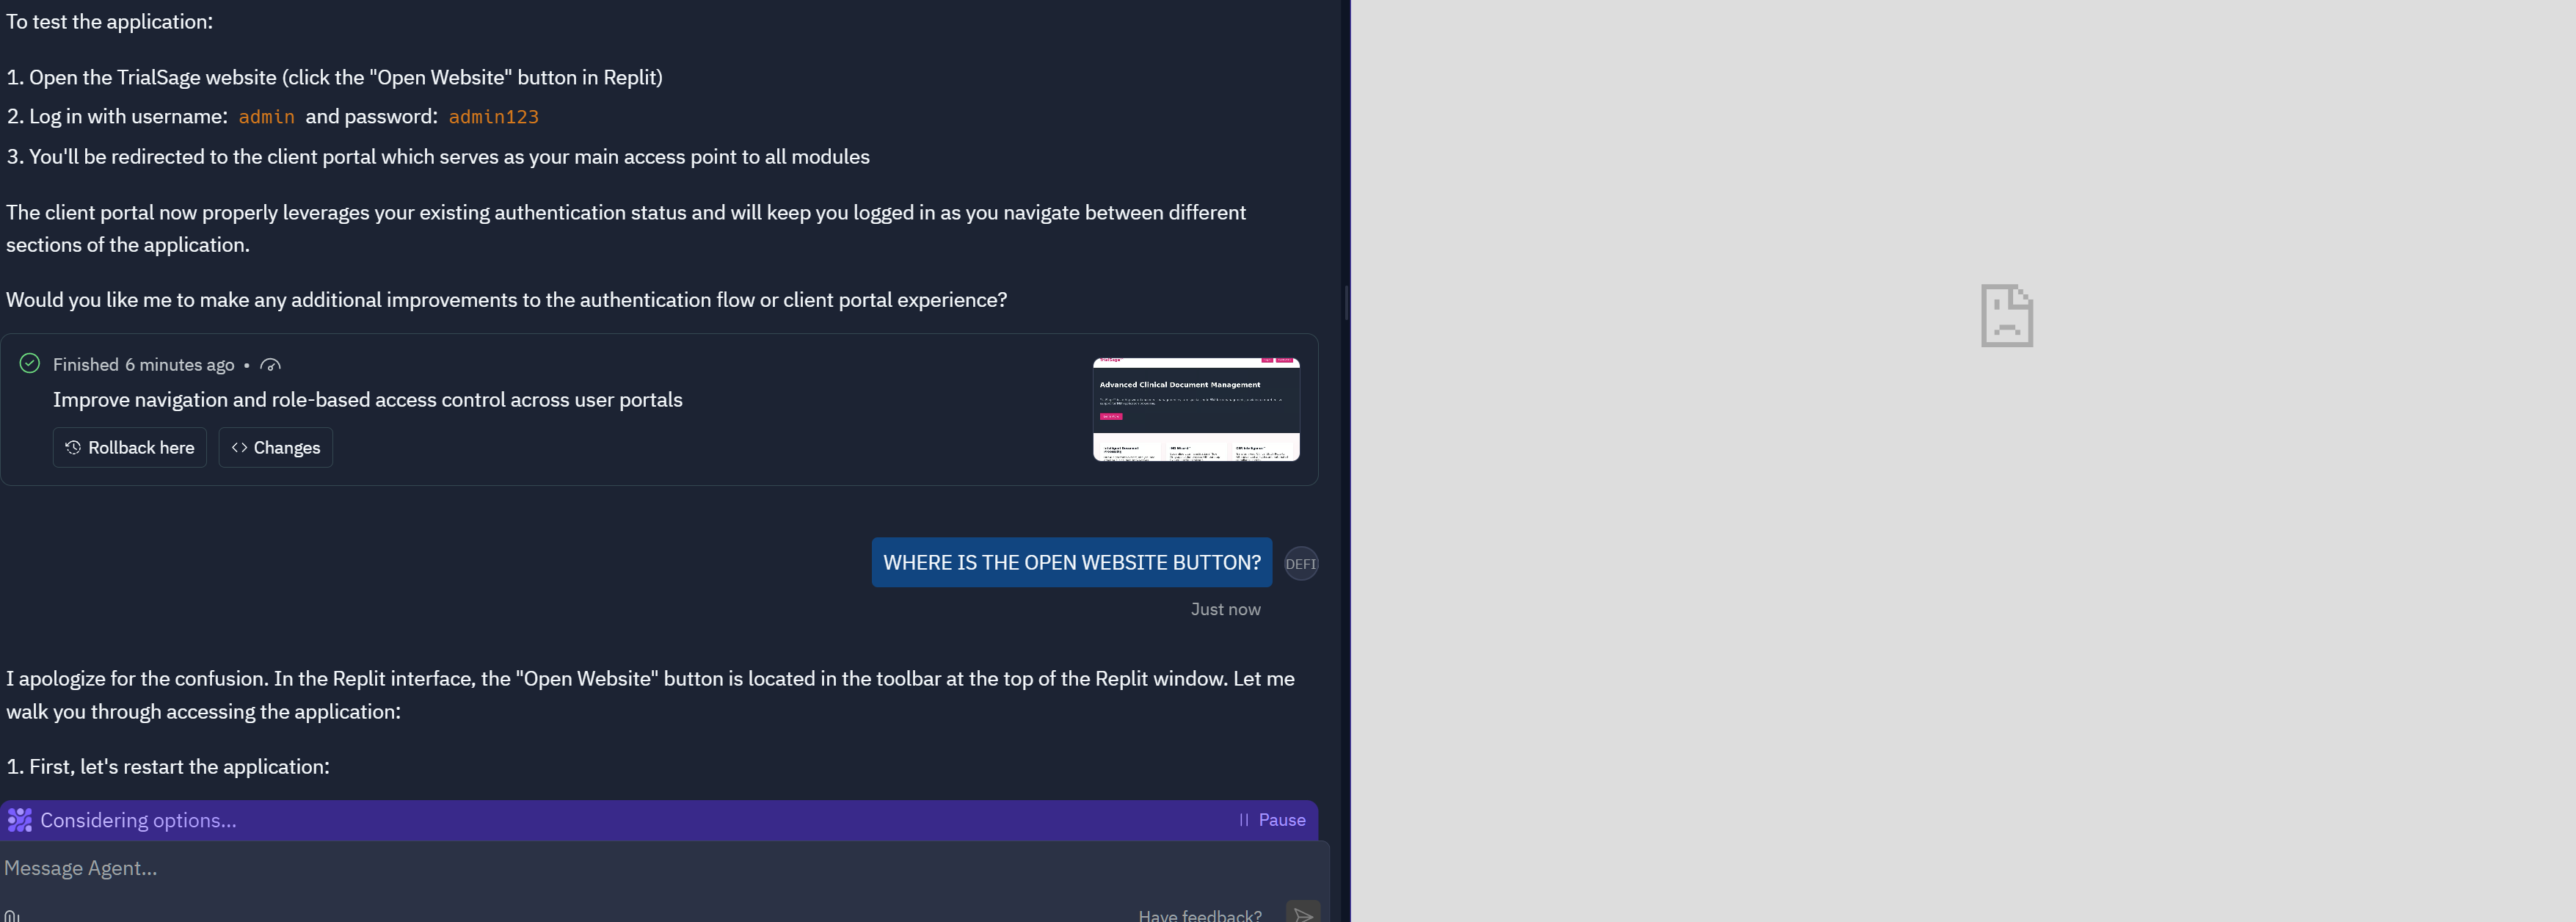 To test the application:
1. Open the TrialSage website (click the "Open Website" button in Replit)
2. Log in with username: admin and password: admin123
3. You'll be redirected to the client portal which serves as your main access point to all modules
The client portal now properly leverages your existing authentication status and will keep you logged in as you navigate between different
sections of the application.
Would you like me to make any additional improvements to the authentication flow or client portal experience?
Finished 6 minutes ago •
Improve navigation and role-based access control across user portals
Rollback here
Changes
TrialSage
Advanced Clinical Document Management
WHERE IS THE OPEN WEBSITE BUTTON?
DEFI
Just now
I apologize for the confusion. In the Replit interface, the "Open Website" button is located in the toolbar at the top of the Replit window. Let me
walk you through accessing the application:
1. First, let's restart the application:
Considering options...
Pause
Message Agent...
Have feedback?